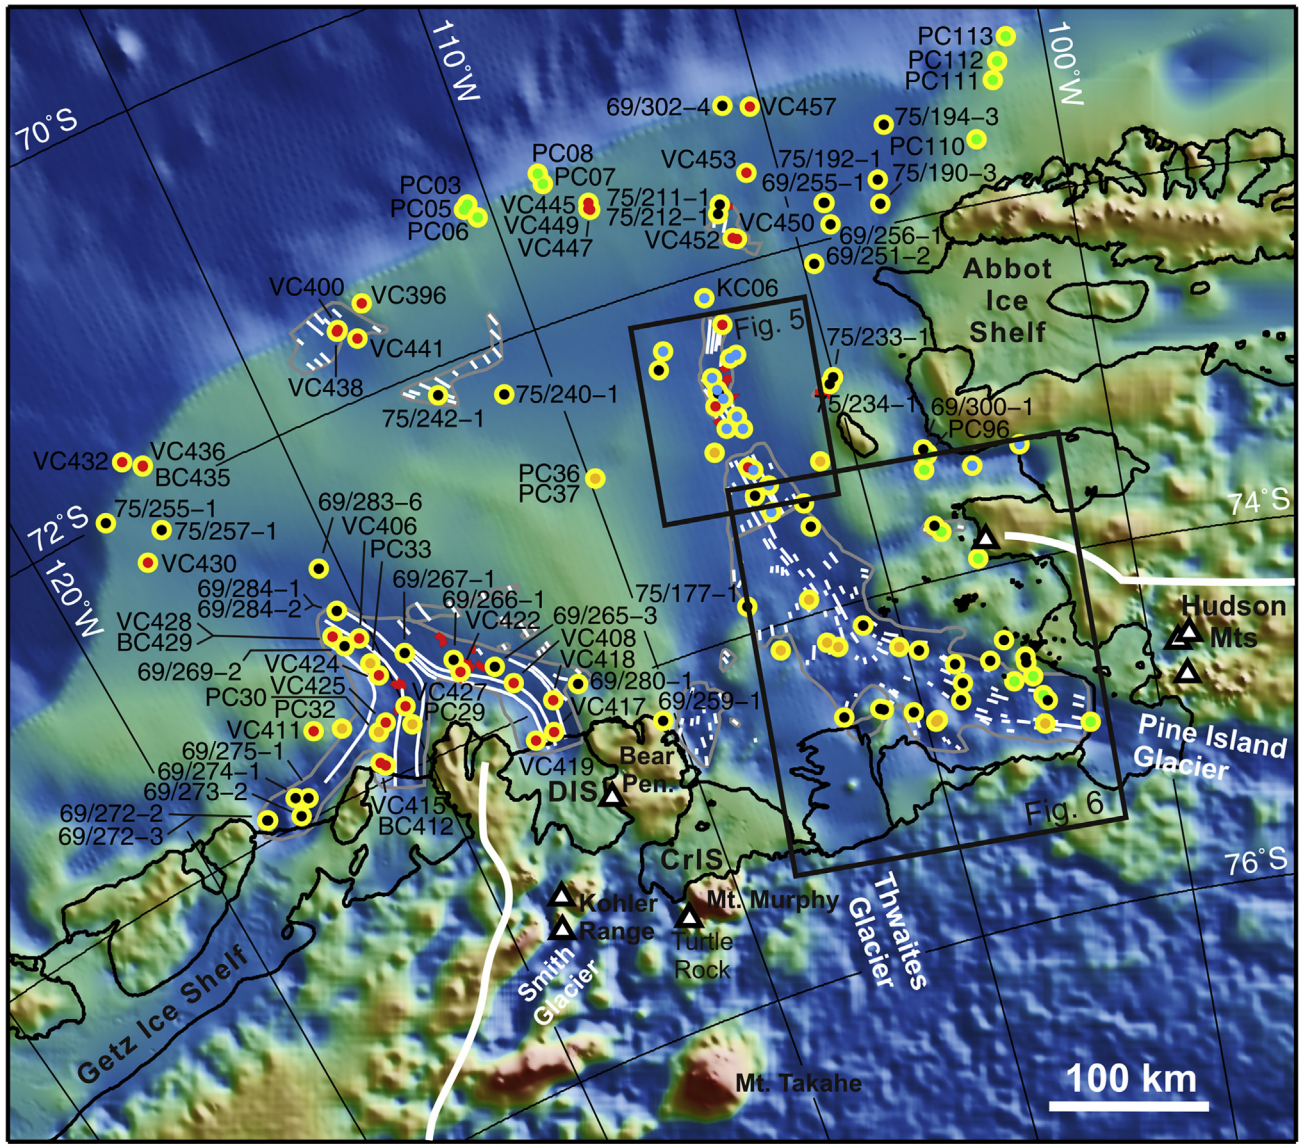 110°W
100°W
PC113
PC112
PC111
70°S
69/302-4
VC457
75/194-3
PC110
PC08
PC07
VC453
75/192-1
75/190-3
PC03
PC05
PC06
VC445
VC449
VC447
75/211-1
75/212-1
69/255-1
VC452
VC450
69/256-1
69/251-2
Abbot
Ice
Shelf
VC400
VC396
KC06
Fig. 5
VC441
VC438
75/233-1
75/242-1
75/240-1
75/234-1
69/300-1
PC96
VC432
VC436
BC435
PC36
PC37
74°S
72°S
75/255-1
75/257-1
69/283-6
VC406
PC33
VC430
120°W
69/284-1
69/284-2
69/267-1
69/266-1
VC422
75/177-1
69/265-3
Hudson
Mts
VC428
BC429
VC408
VC418
69/269-2
VC424
VC425
PC30
PC32
VC427
PC29
69/280-1
VC417
69/259-1
VC411
Pine Island
Glacier
69/275-1
69/274-1
69/273-2
VC419
Bear
Pen.
DIS
69/272-2
69/272-3
VC415
BC412
Fig. 6
CrIS
76°S
Kohler
Range
Mt. Murphy
Turtle
Rock
Thwaites
Glacier
Smith
Glacier
Getz Ice Shelf
Mt. Takahe
100 km